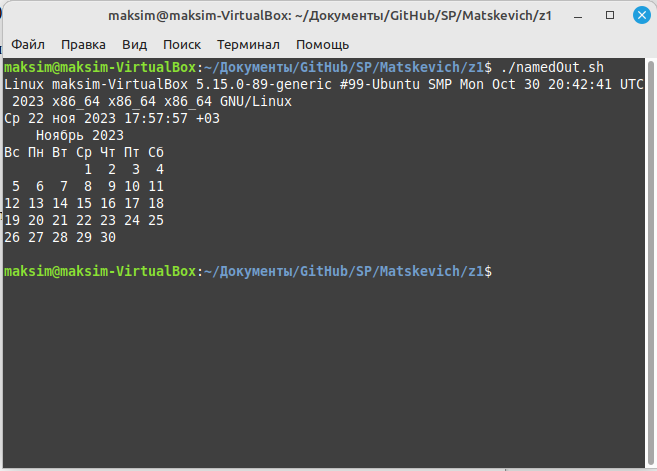 maksim@maksim-VirtualBox: ~/Документы/GitHub/SP/Matskevich/z1
Файл Правка Вид Поиск Терминал Помощь
maksim@maksim-VirtualBox:~/Документы/GitHub/SP/Matskevich/z1$ ./namedOut.sh
Linux maksim-VirtualBox 5.15.0-89-generic #99-Ubuntu SMP Mon Oct 30 20:42:41 UTC
 2023 x86_64 x86_64 x86_64 GNU/Linux
Ср 22 ноя 2023 17:57:57 +03
    Ноябрь 2023
Вс Пн Вт Ср Чт Пт Сб
          1  2  3  4
 5  6  7  8  9 10 11
12 13 14 15 16 17 18
19 20 21 22 23 24 25
26 27 28 29 30
maksim@maksim-VirtualBox:~/Документы/GitHub/SP/Matskevich/z1$